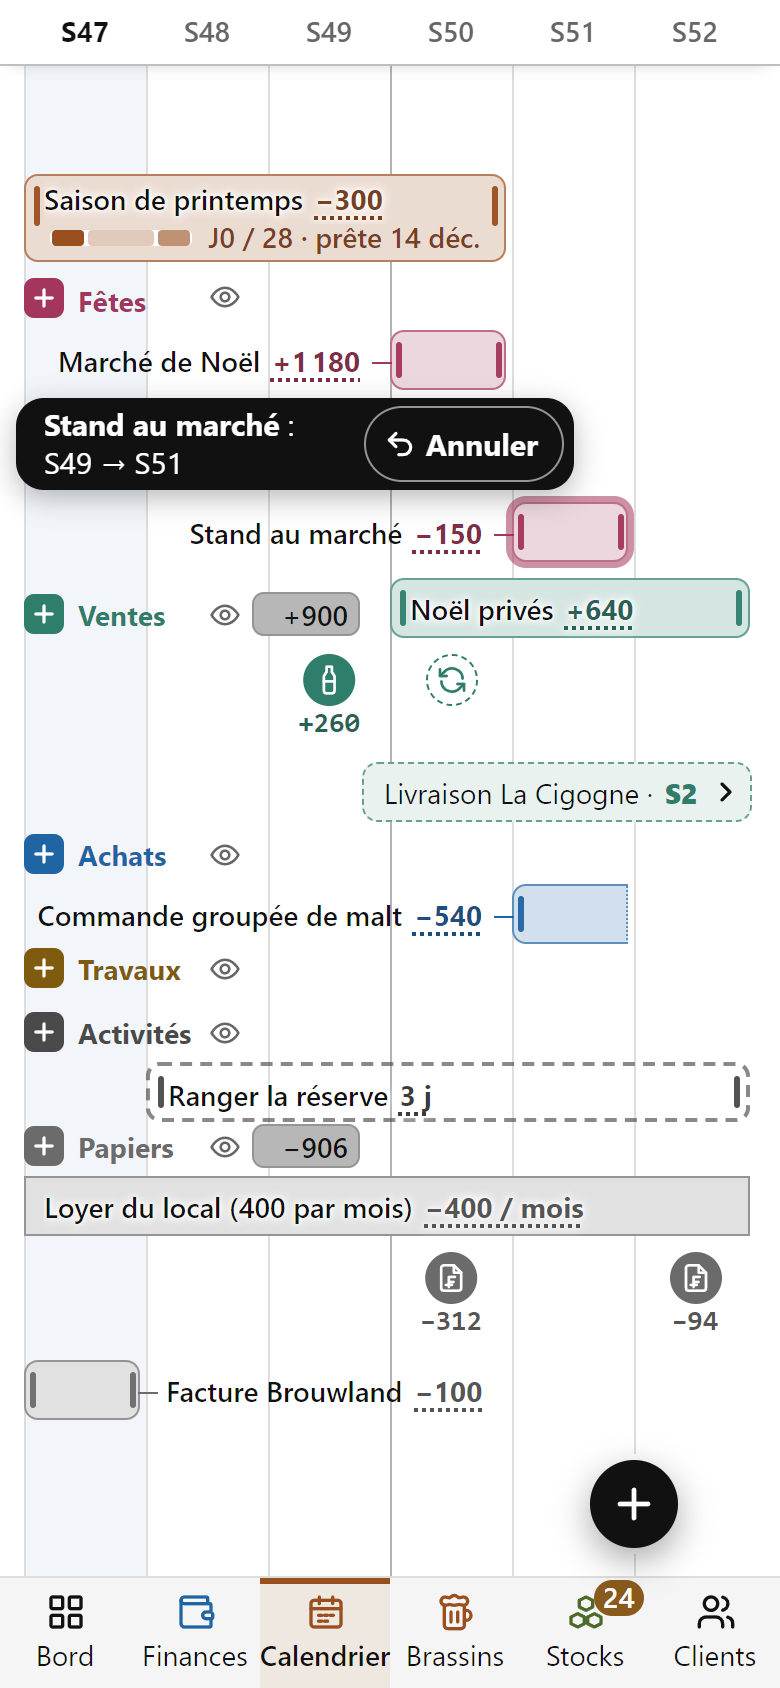 S47 S48 S49 S50 S51 S52
Saison de printemps −300
J0 / 28 · prête 14 déc.
Fêtes
Marché de Noël +1 180
Stand au marché :
S49 → S51
Annuler
Stand au marché −150
Ventes +900
Noël privés +640
+260
Livraison La Cigogne · S2
Achats
Commande groupée de malt −540
Travaux
Activités
Ranger la réserve 3 j
Papiers −906
Loyer du local (400 par mois) −400 / mois
−312 −94
Facture Brouwland −100
24
Bord Finances Calendrier Brassins Stocks Clients